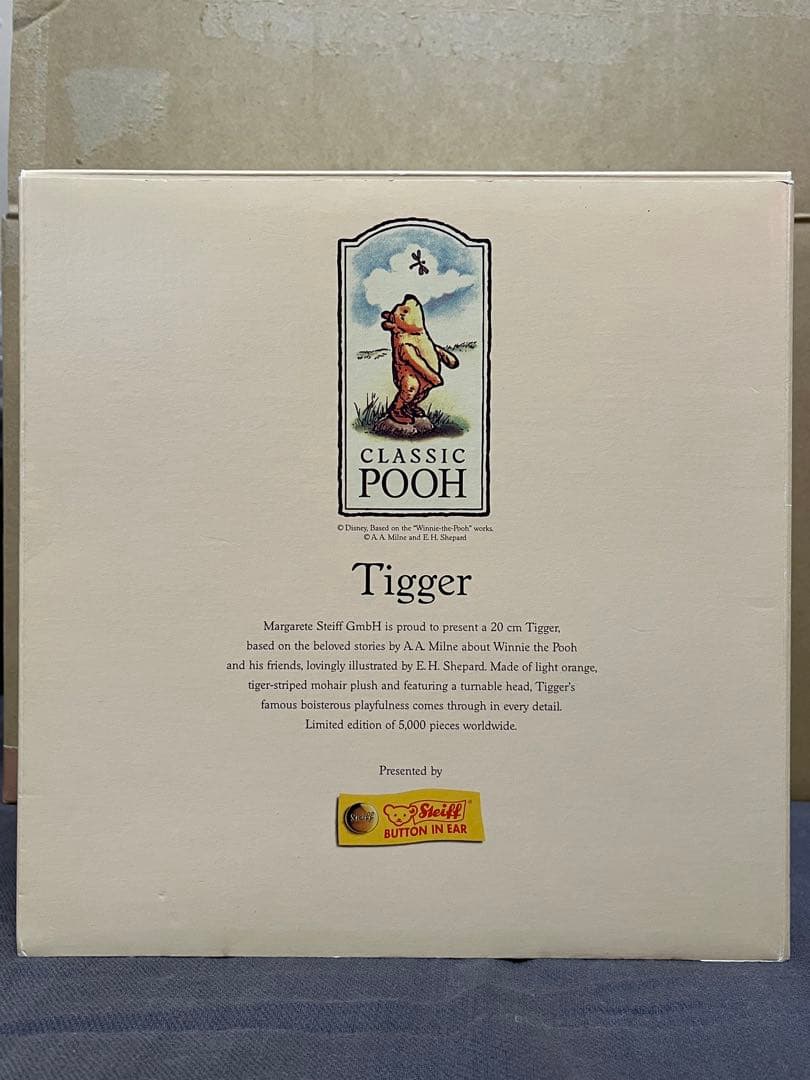 CLASSIC
POOH
© Disney, Based on the "Winnie-the-Pooh" works,
© A. A. Milne and E. H. Shepard
Tigger
Margarete Steiff GmbH is proud to present a 20 cm Tigger,
based on the beloved stories by A. A. Milne about Winnie the Pooh
and his friends, lovingly illustrated by E. H. Shepard. Made of light orange,
tiger-striped mohair plush and featuring a turnable head, Tigger's
famous boisterous playfulness comes through in every detail.
Limited edition of 5,000 pieces worldwide.
Presented by
Steiff
Steiff®
BUTTON IN EAR